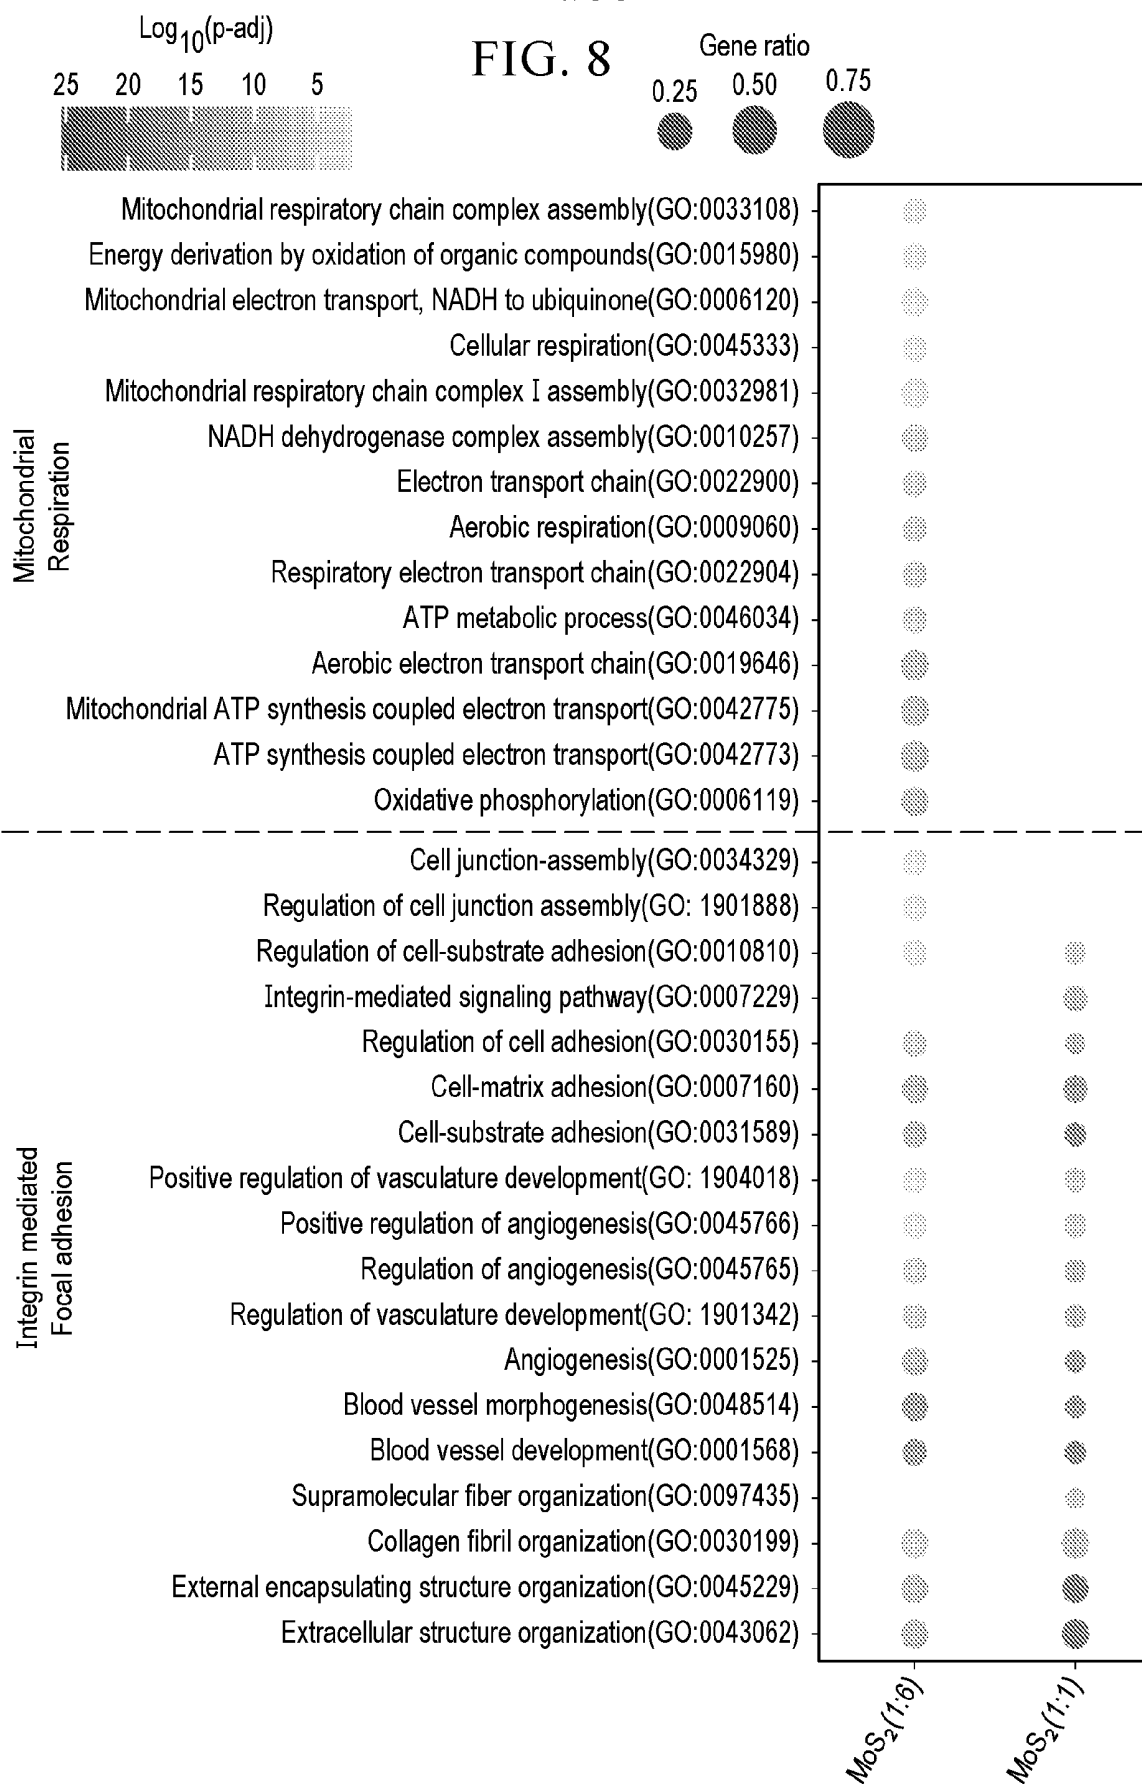 Log10(p-adj)
25 20 15 10 5
FIG. 8
Gene ratio
0.25 0.50 0.75
Mitochondrial
Respiration
Mitochondrial respiratory chain complex assembly(GO:0033108)
Energy derivation by oxidation of organic compounds(GO:0015980)
Mitochondrial electron transport, NADH to ubiquinone(GO:0006120)
Cellular respiration(GO:0045333)
Mitochondrial respiratory chain complex I assembly(GO:0032981)
NADH dehydrogenase complex assembly(GO:0010257)
Electron transport chain(GO:0022900)
Aerobic respiration(GO:0009060)
Respiratory electron transport chain(GO:0022904)
ATP metabolic process(GO:0046034)
Aerobic electron transport chain(GO:0019646)
Mitochondrial ATP synthesis coupled electron transport(GO:0042775)
ATP synthesis coupled electron transport(GO:0042773)
Oxidative phosphorylation(GO:0006119)
Integrin mediated
Focal adhesion
Cell junction-assembly(GO:0034329)
Regulation of cell junction assembly(GO: 1901888)
Regulation of cell-substrate adhesion(GO:0010810)
Integrin-mediated signaling pathway(GO:0007229)
Regulation of cell adhesion(GO:0030155)
Cell-matrix adhesion(GO:0007160)
Cell-substrate adhesion(GO:0031589)
Positive regulation of vasculature development(GO: 1904018)
Positive regulation of angiogenesis(GO:0045766)
Regulation of angiogenesis(GO:0045765)
Regulation of vasculature development(GO: 1901342)
Angiogenesis(GO:0001525)
Blood vessel morphogenesis(GO:0048514)
Blood vessel development(GO:0001568)
Supramolecular fiber organization(GO:0097435)
Collagen fibril organization(GO:0030199)
External encapsulating structure organization(GO:0045229)
Extracellular structure organization(GO:0043062)
MoS2(1:6)
MoS2(1:1)